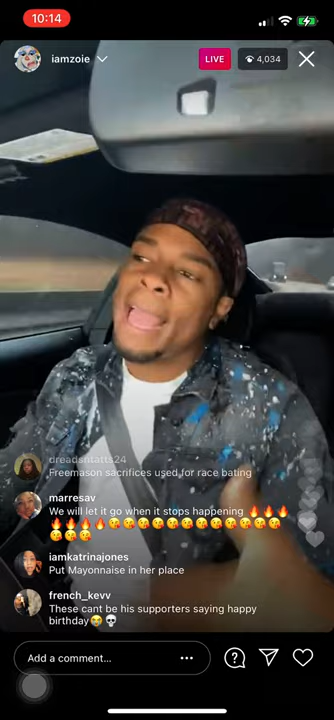 10:14
iamzoie
LIVE
4,034
dreadsntatts24
Freemason sacrifices used for race bating
marresav
We will let it go when it stops happening 🔥🔥🔥
🔥🔥🔥🔥😘😘😘😘😘😘😘😘😘😘😘😘
😘😘😘
iamkatrinajones
Put Mayonnaise in her place
french_kevv
These cant be his supporters saying happy
birthday😭💀
Add a comment...